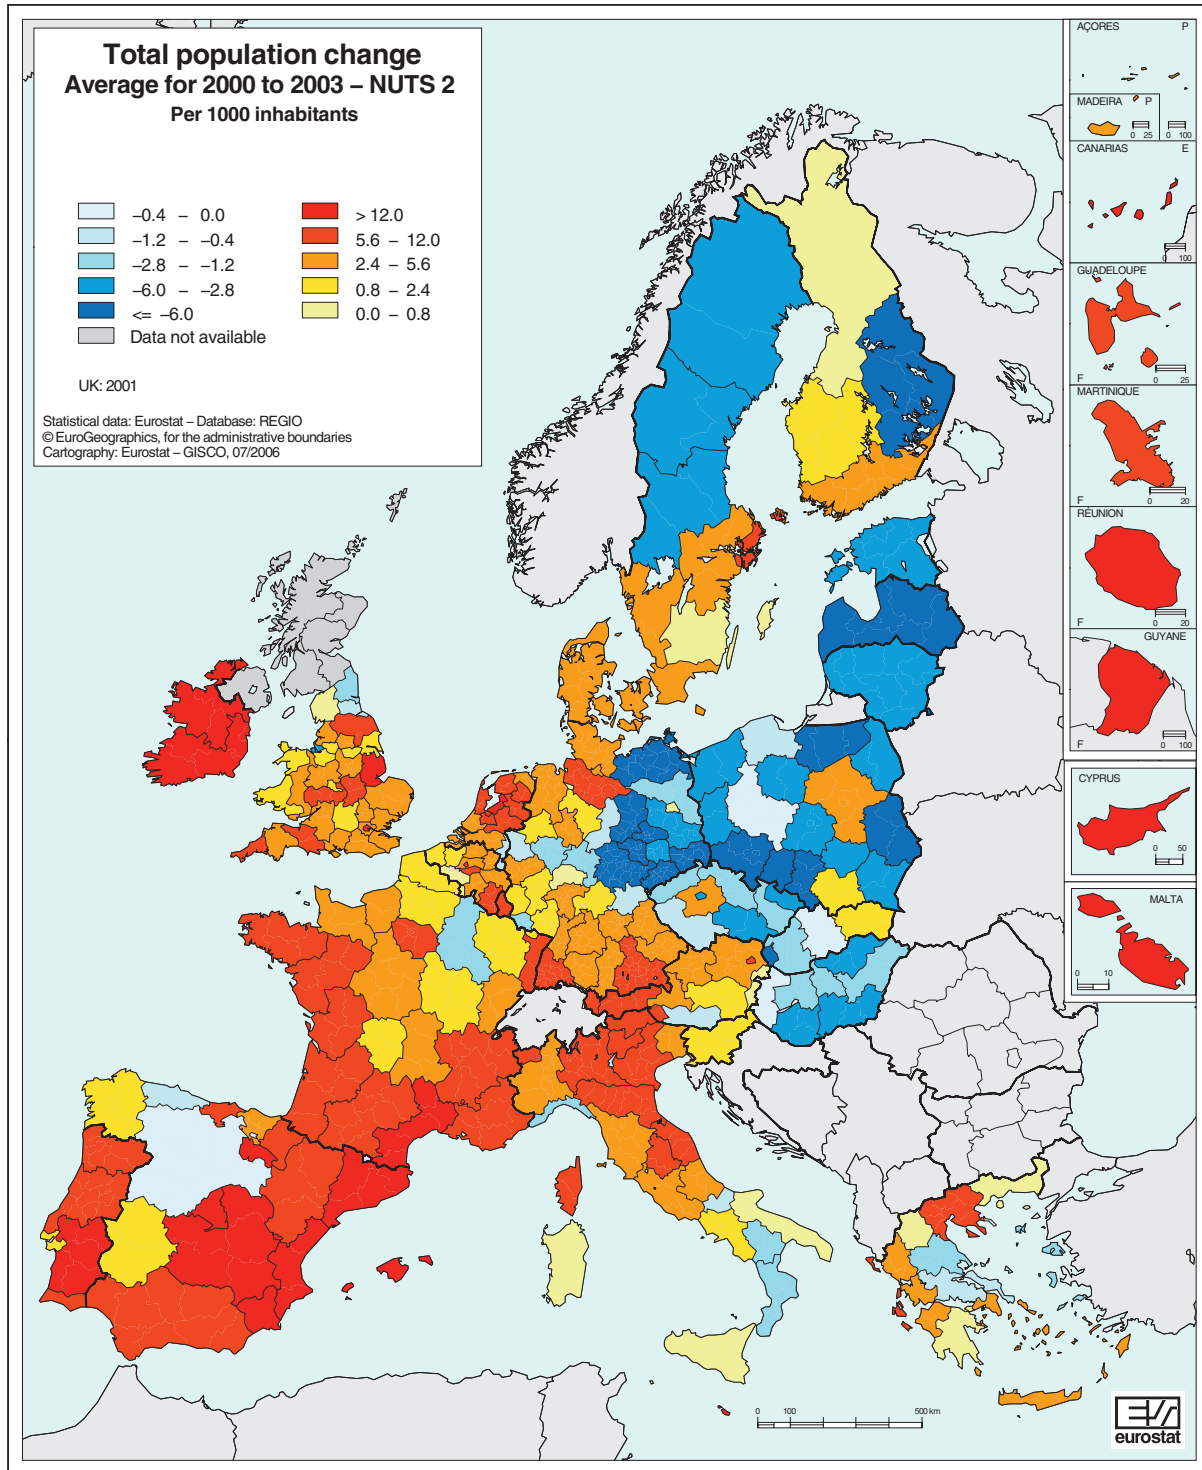 Total population change
Average for 2000 to 2003 – NUTS 2
Per 1000 inhabitants
−0.4 – 0.0
−1.2 – −0.4
−2.8 – −1.2
−6.0 – −2.8
<= −6.0
Data not available
> 12.0
5.6 – 12.0
2.4 – 5.6
0.8 – 2.4
0.0 – 0.8
UK: 2001
Statistical data: Eurostat – Database: REGIO
© EuroGeographics, for the administrative boundaries
Cartography: Eurostat – GISCO, 07/2006
AÇORES P
MADEIRA P
0 25
0 100
CANARIAS E
0 100
GUADELOUPE
F
0 25
MARTINIQUE
F
0 20
RÉUNION
F
0 20
GUYANE
F
0 100
CYPRUS
0 50
MALTA
0 10
0 100 500 km
eurostat